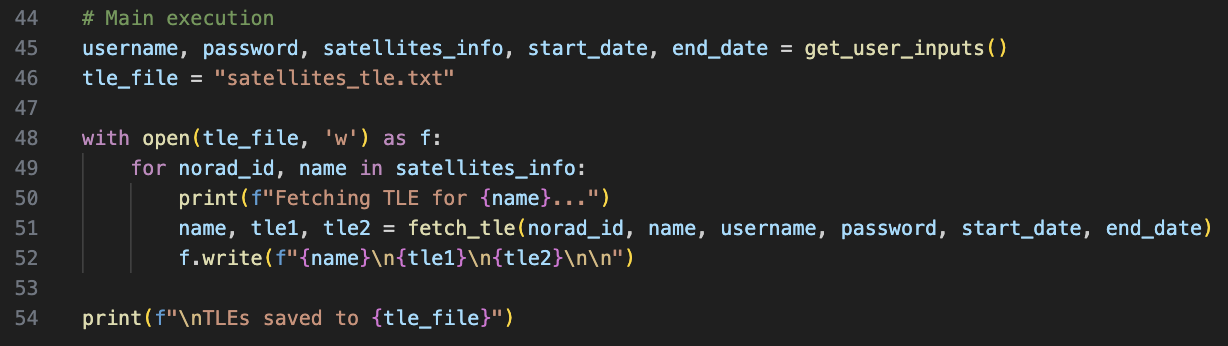 44 # Main execution
45 username, password, satellites_info, start_date, end_date = get_user_inputs()
46 tle_file = "satellites_tle.txt"
47
48 with open(tle_file, 'w') as f:
49     for norad_id, name in satellites_info:
50         print(f"Fetching TLE for {name}...")
51         name, tle1, tle2 = fetch_tle(norad_id, name, username, password, start_date, end_date)
52         f.write(f"{name}\n{tle1}\n{tle2}\n\n")
53
54 print(f"\nTLEs saved to {tle_file}")